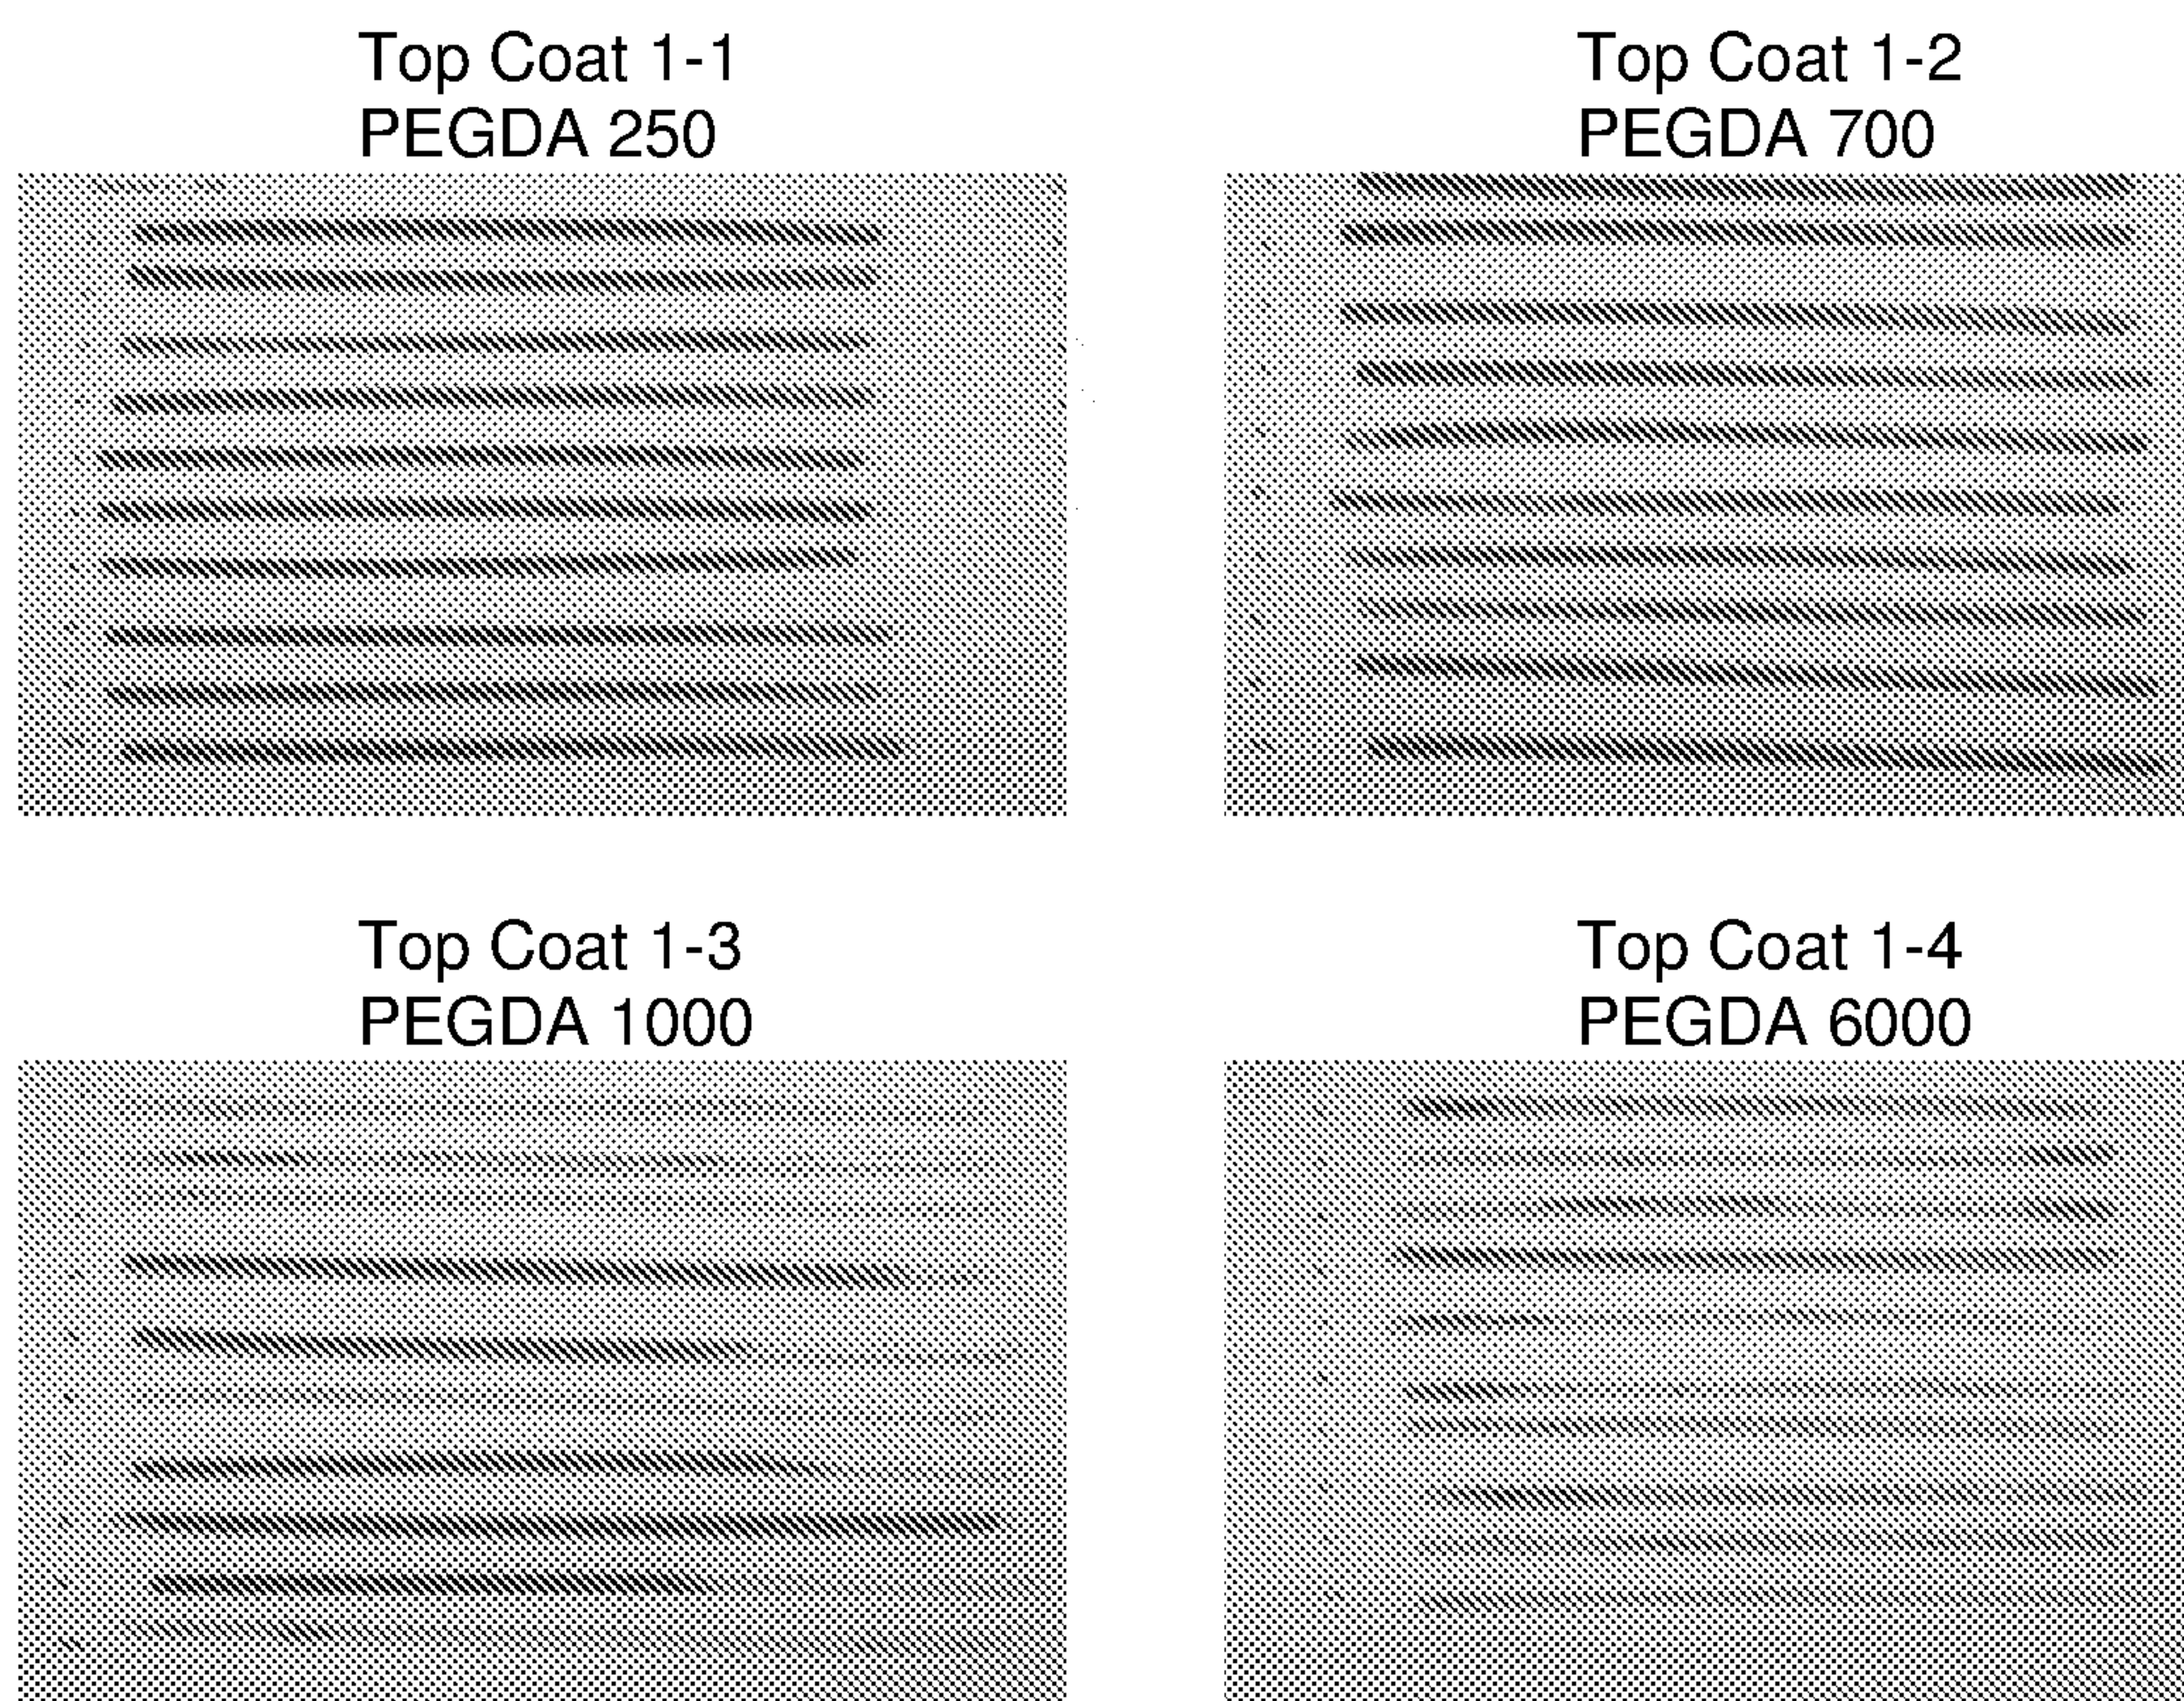 Top Coat 1-1
PEGDA 250
Top Coat 1-2
PEGDA 700
Top Coat 1-3
PEGDA 1000
Top Coat 1-4
PEGDA 6000